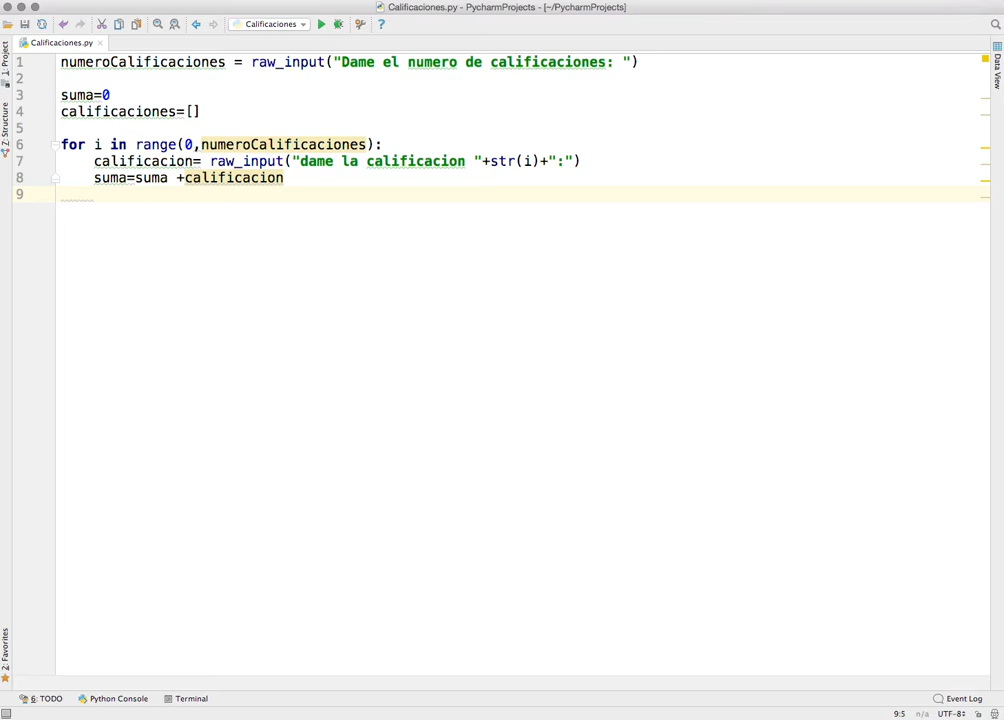 Calificaciones.py - PycharmProjects - [~/PycharmProjects]
Calificaciones
Calificaciones.py
1 numeroCalificaciones = raw_input("Dame el numero de calificaciones: ")
2
3 suma=0
4 calificaciones=[]
5
6 for i in range(0,numeroCalificaciones):
7 calificacion= raw_input("dame la calificacion "+str(i)+":")
8 suma=suma +calificacion
9
1: Project
Z: Structure
2: Favorites
Data View
6: TODO Python Console Terminal Event Log
9:5 n/a UTF-8